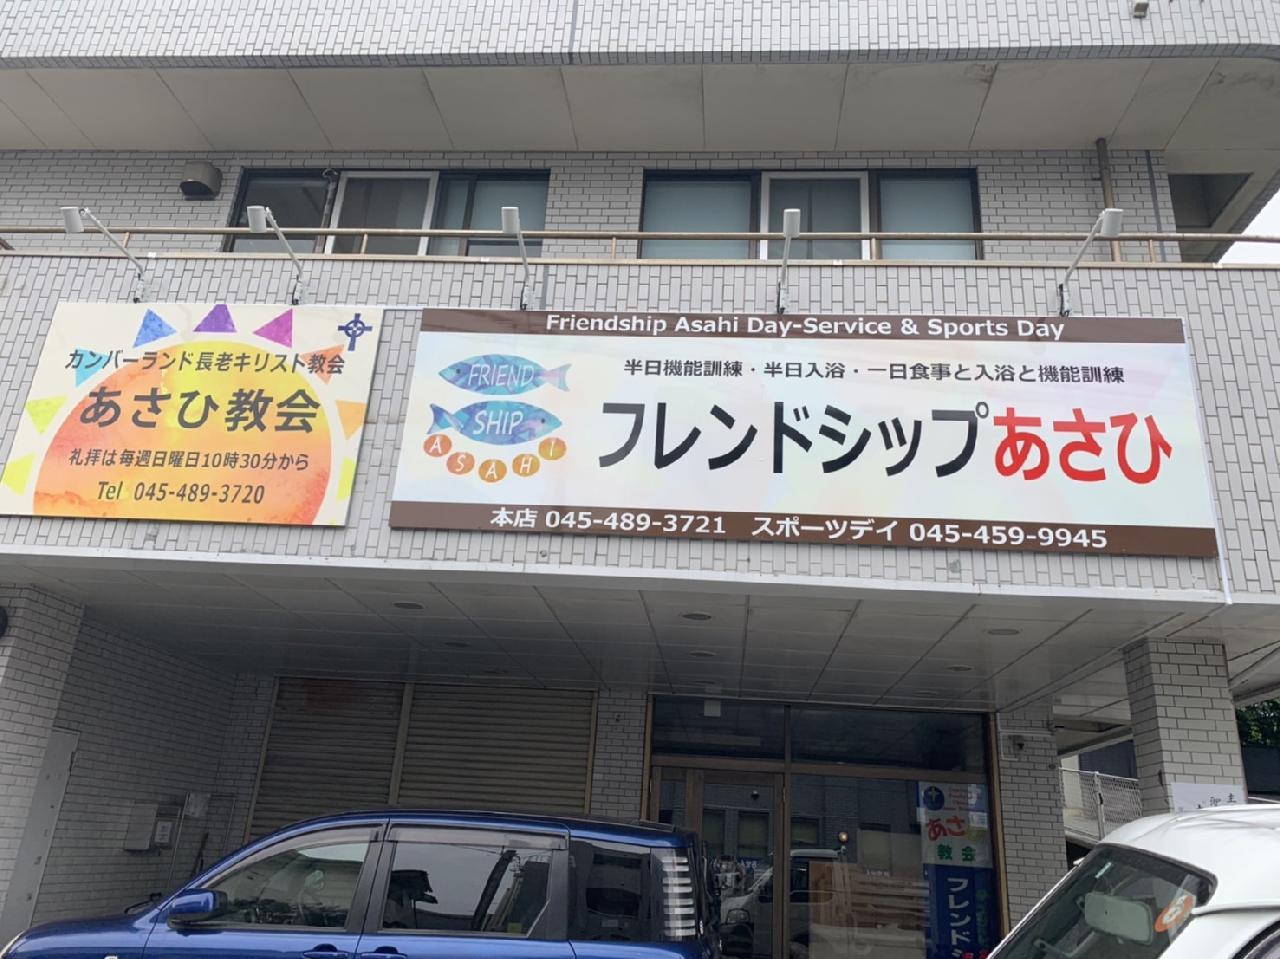 カンバーランド長老キリスト教会
あさひ教会
礼拝は毎週日曜日10時30分から
Tel 045-489-3720
Friendship Asahi Day-Service & Sports Day
FRIEND
SHIP
ASAHI
半日機能訓練・半日入浴・一日食事と入浴と機能訓練
フレンドシップあさひ
本店 045-489-3721 スポーツデイ 045-459-9945
あさ
教会
フレンドシ